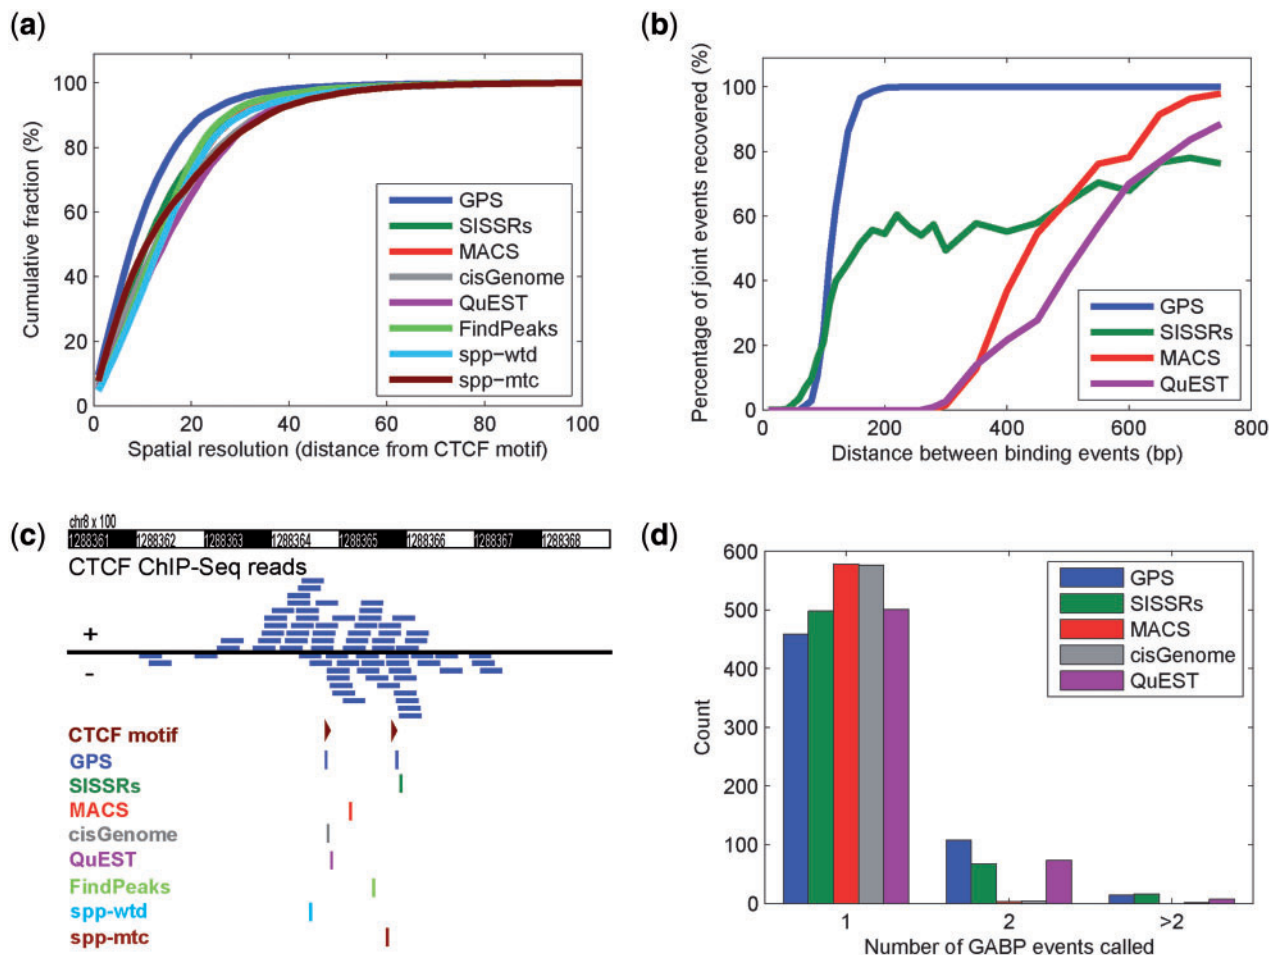 (a)
100
80
60
40
20
0
Cumulative fraction (%)
GPS
SISSRs
MACS
cisGenome
QuEST
FindPeaks
spp-wtd
spp-mtc
0 20 40 60 80 100
Spatial resolution (distance from CTCF motif)
(b)
100
80
60
40
20
0
Percentage of joint events recovered (%)
GPS
SISSRs
MACS
QuEST
0 200 400 600 800
Distance between binding events (bp)
(c)
chr8 x 100
1288361 1288362 1288363 1288364 1288365 1288366 1288367 1288368
CTCF ChIP-Seq reads
+
-
CTCF motif
GPS
SISSRs
MACS
cisGenome
QuEST
FindPeaks
spp-wtd
spp-mtc
(d)
600
500
400
300
200
100
0
Count
GPS
SISSRs
MACS
cisGenome
QuEST
1 2 >2
Number of GABP events called